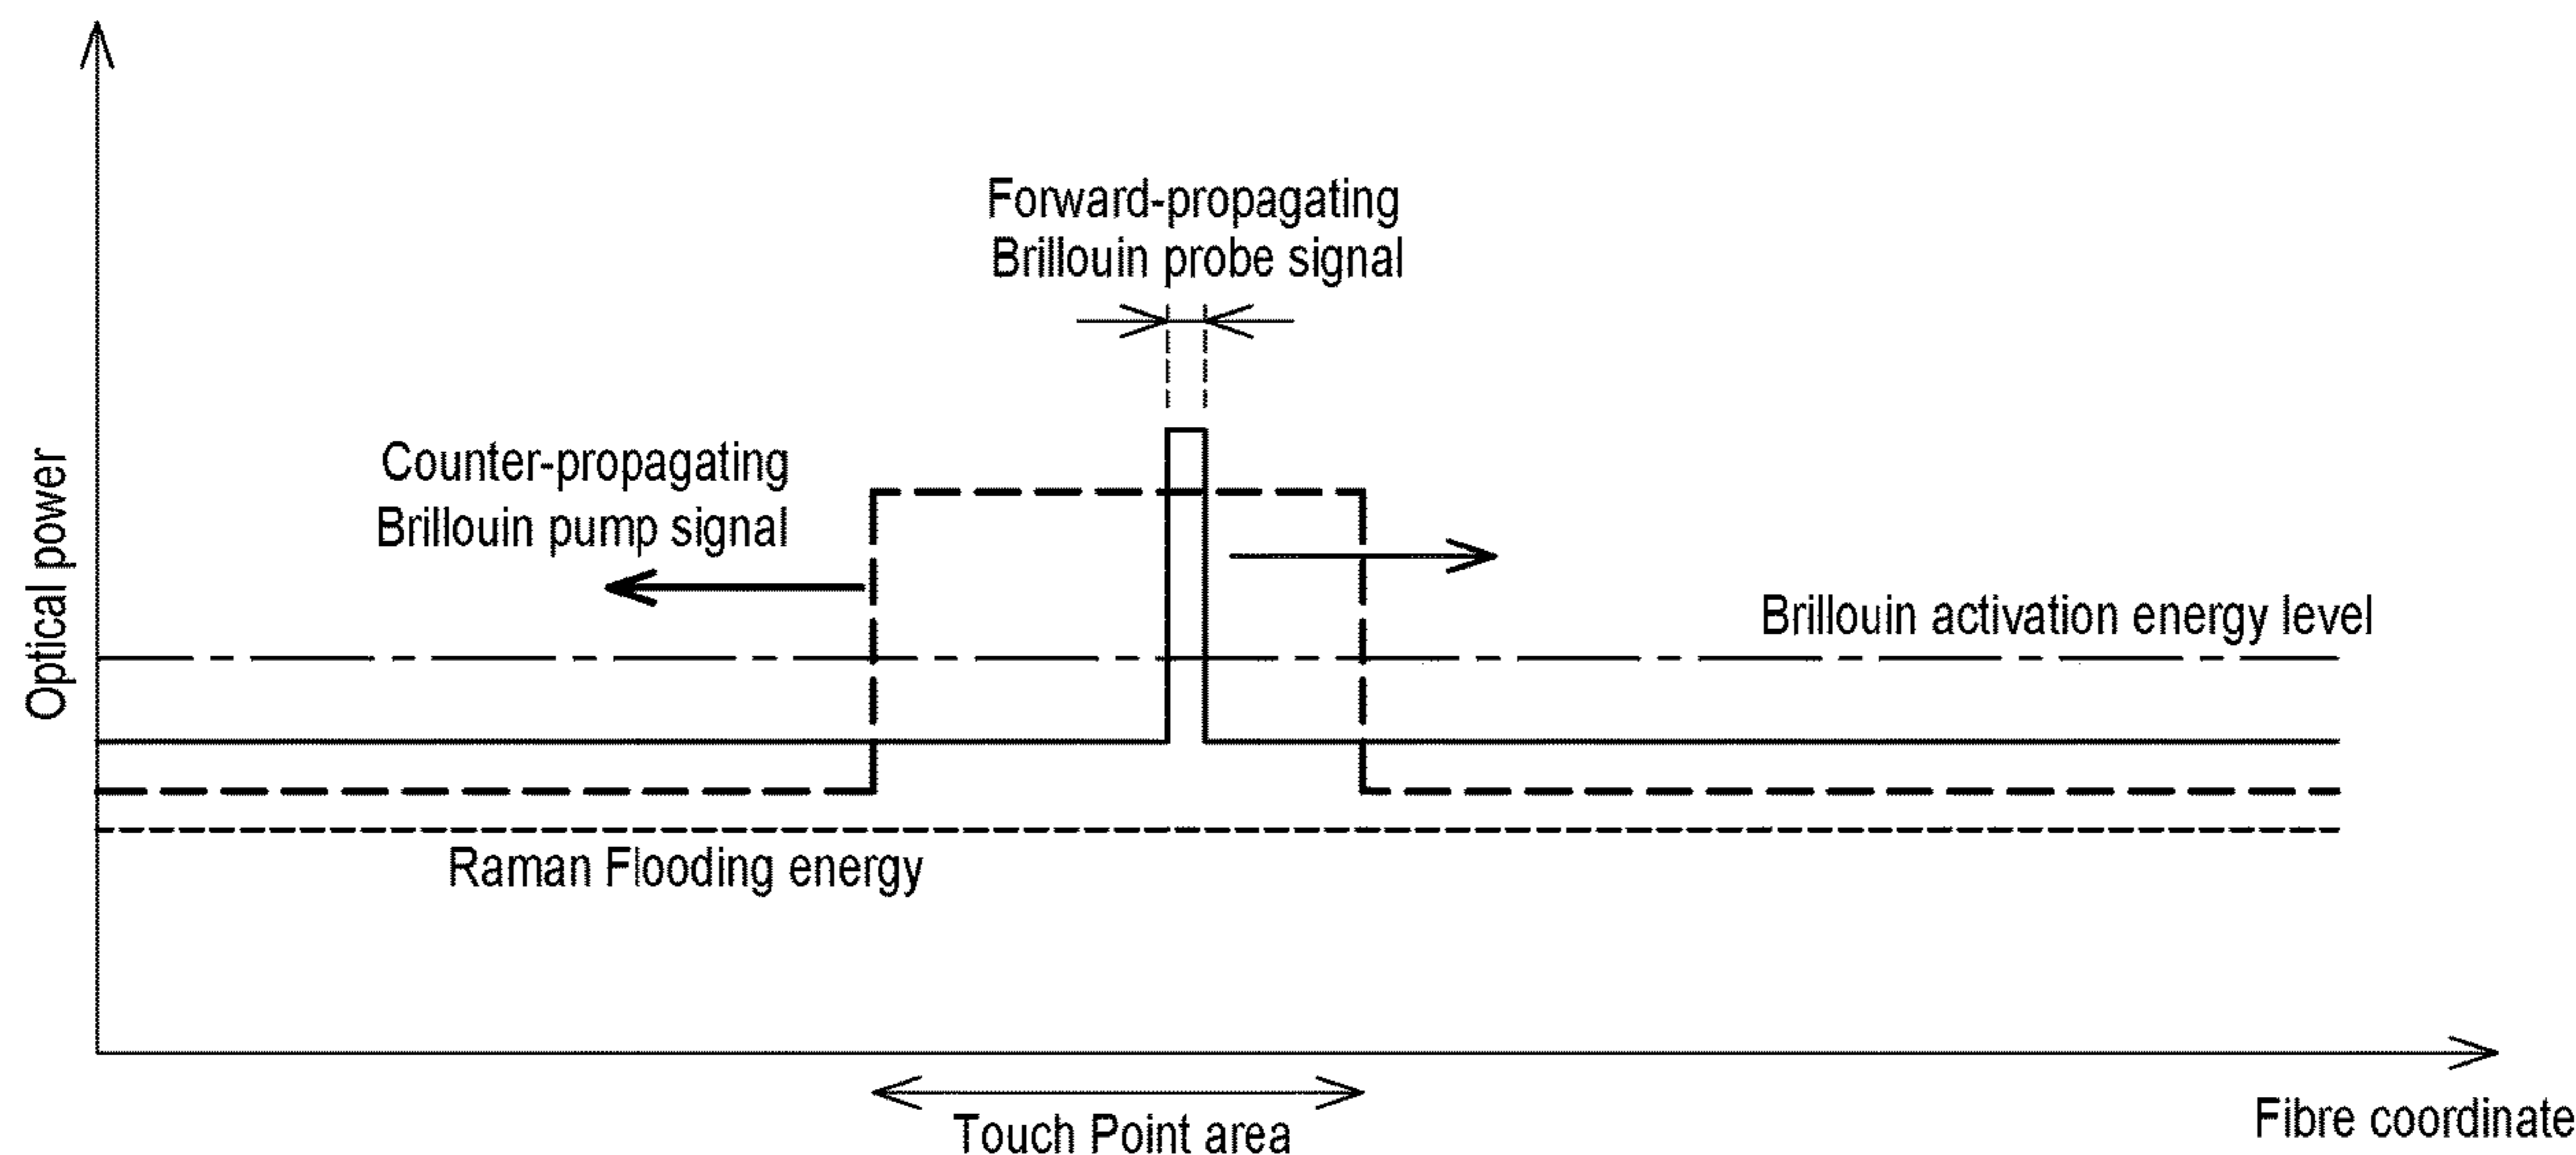 Forward-propagating
Brillouin probe signal
Counter-propagating
Brillouin pump signal
Optical power
Brillouin activation energy level
Raman Flooding energy
Touch Point area
Fibre coordinate